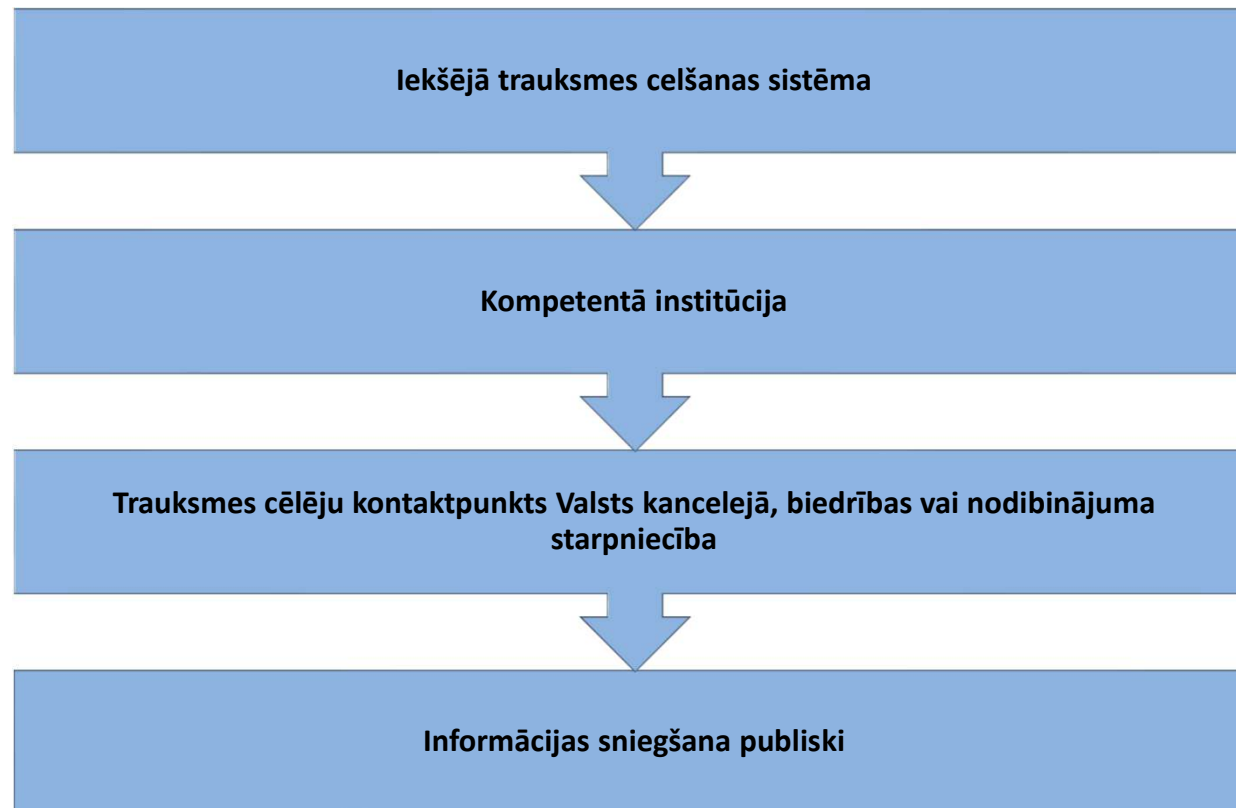 Iekšējā trauksmes celšanas sistēma
Kompetentā institūcija
Trauksmes cēlēju kontaktpunkts Valsts kancelejā, biedrības vai nodibinājuma
starpniecība
Informācijas sniegšana publiski